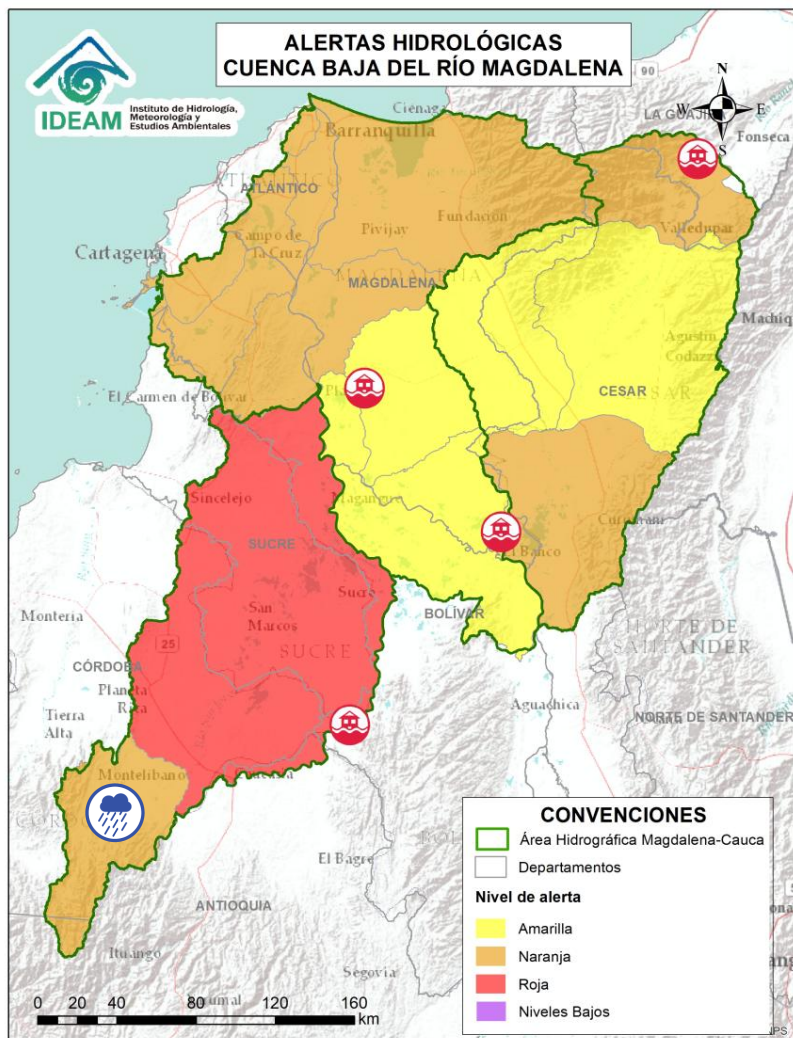 ALERTAS HIDROLÓGICAS
CUENCA BAJA DEL RÍO MAGDALENA
IDEAM
Instituto de Hidrología,
Meteorología y
Estudios Ambientales
90
N
W
E
S
LA GUAJIRA
Ciénaga
Barranquilla
Fonseca
ATLÁNTICO
Fundación
Pivijay
Valledupar
Campo de
la Cruz
Cartagena
MAGDALENA
MAGDALENA
Machiq
Agustín
Codazzi
El Carmen de Bolívar
CESAR
Sincelejo
Magangué
SUCRE
El Banco
Sucre
San
Marcos
BOLÍVAR
SUCRE
Montería
25
NORTE DE
SANTANDER
CÓRDOBA
Planeta
Rica
Tierra
Alta
Aguachica
NORTE DE SANTANDER
Montelíbano
Caucasia
El Bagre
ANTIOQUIA
Ituango
Segovia
CONVENCIONES
Área Hidrográfica Magdalena-Cauca
Departamentos
Nivel de alerta
Amarilla
Naranja
Roja
Niveles Bajos
0 20 40 80 120 160
km